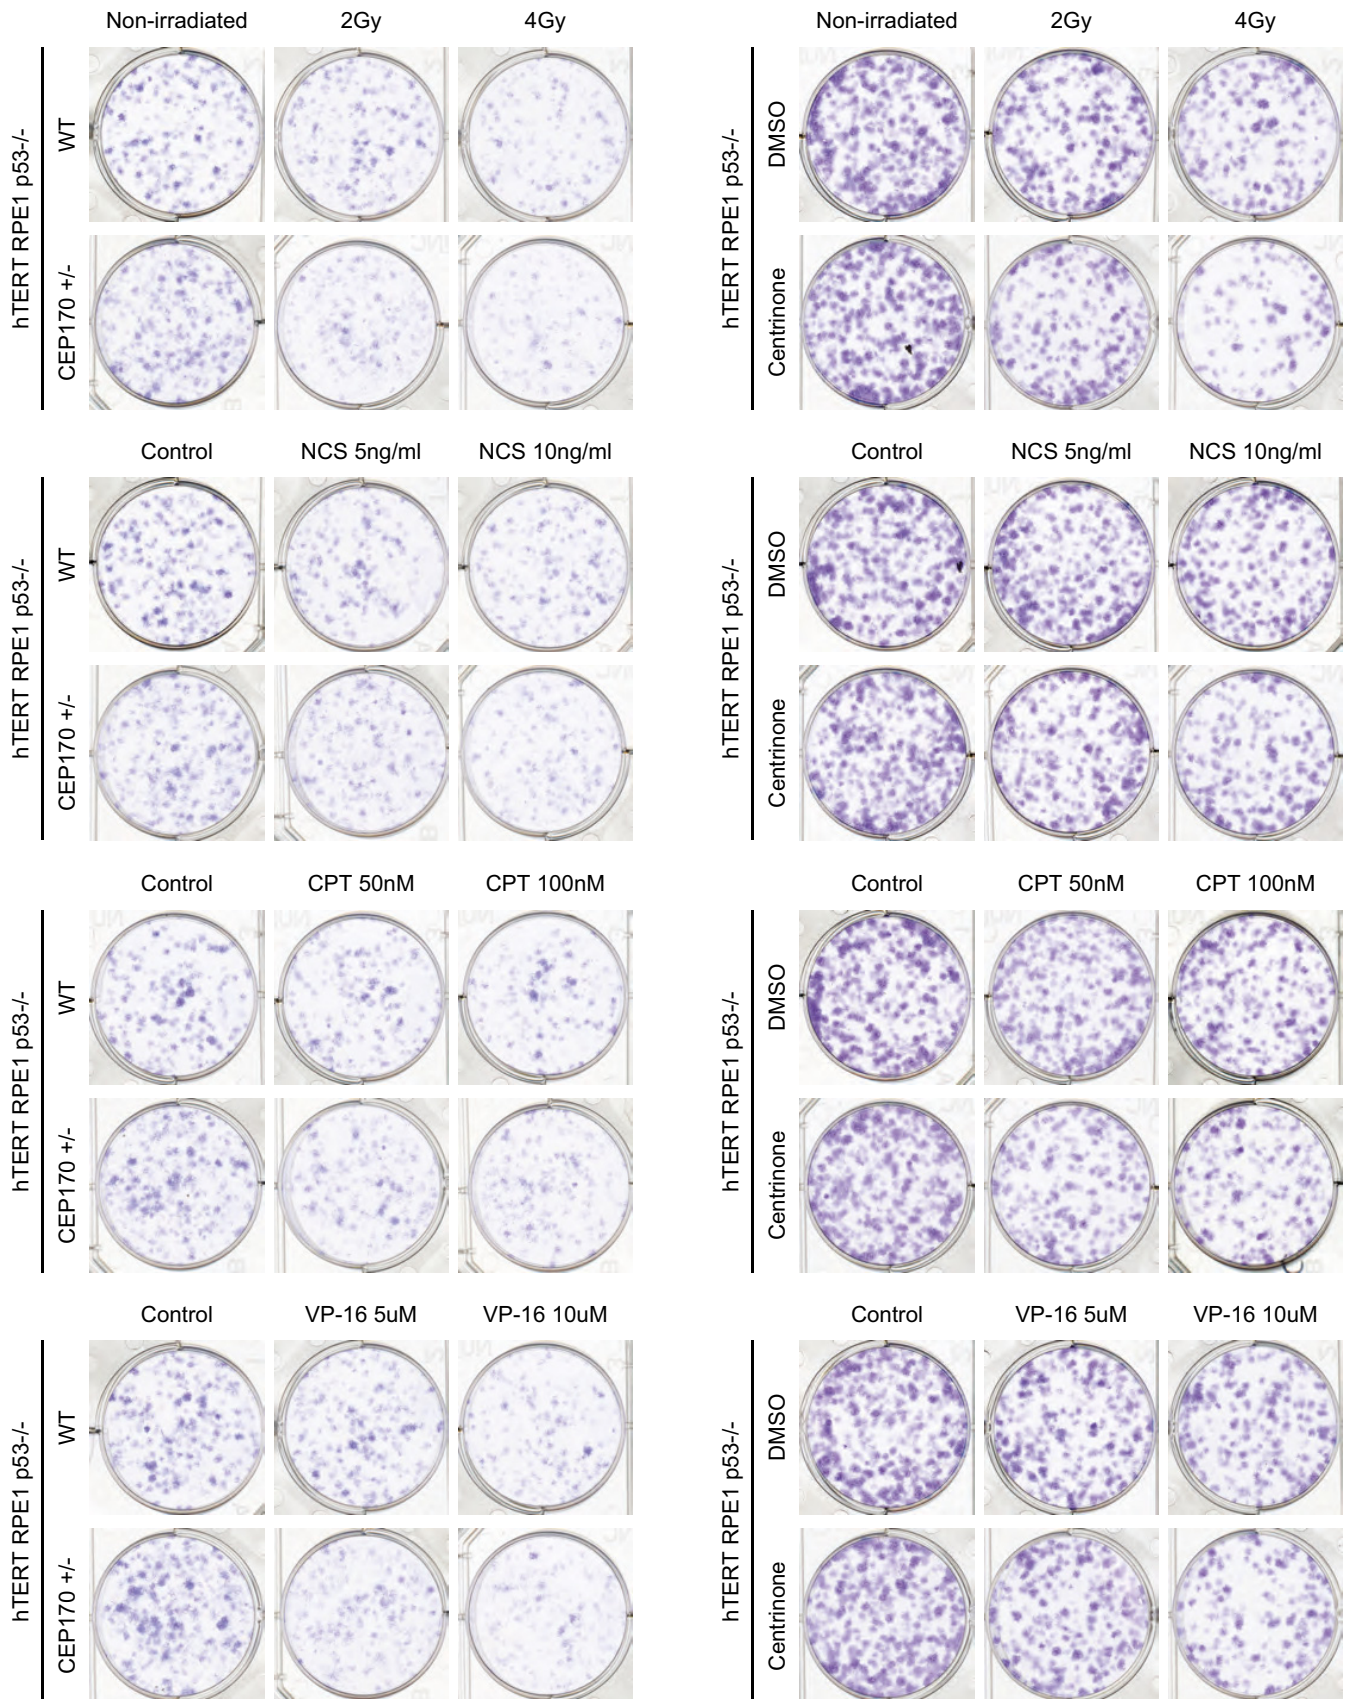 Non-irradiated 2Gy 4Gy
hTERT RPE1 p53-/-
WT
CEP170 +/-
Non-irradiated 2Gy 4Gy
hTERT RPE1 p53-/-
DMSO
Centrinone
Control NCS 5ng/ml NCS 10ng/ml
hTERT RPE1 p53-/-
WT
CEP170 +/-
Control NCS 5ng/ml NCS 10ng/ml
hTERT RPE1 p53-/-
DMSO
Centrinone
Control CPT 50nM CPT 100nM
hTERT RPE1 p53-/-
WT
CEP170 +/-
Control CPT 50nM CPT 100nM
hTERT RPE1 p53-/-
DMSO
Centrinone
Control VP-16 5uM VP-16 10uM
hTERT RPE1 p53-/-
WT
CEP170 +/-
Control VP-16 5uM VP-16 10uM
hTERT RPE1 p53-/-
DMSO
Centrinone